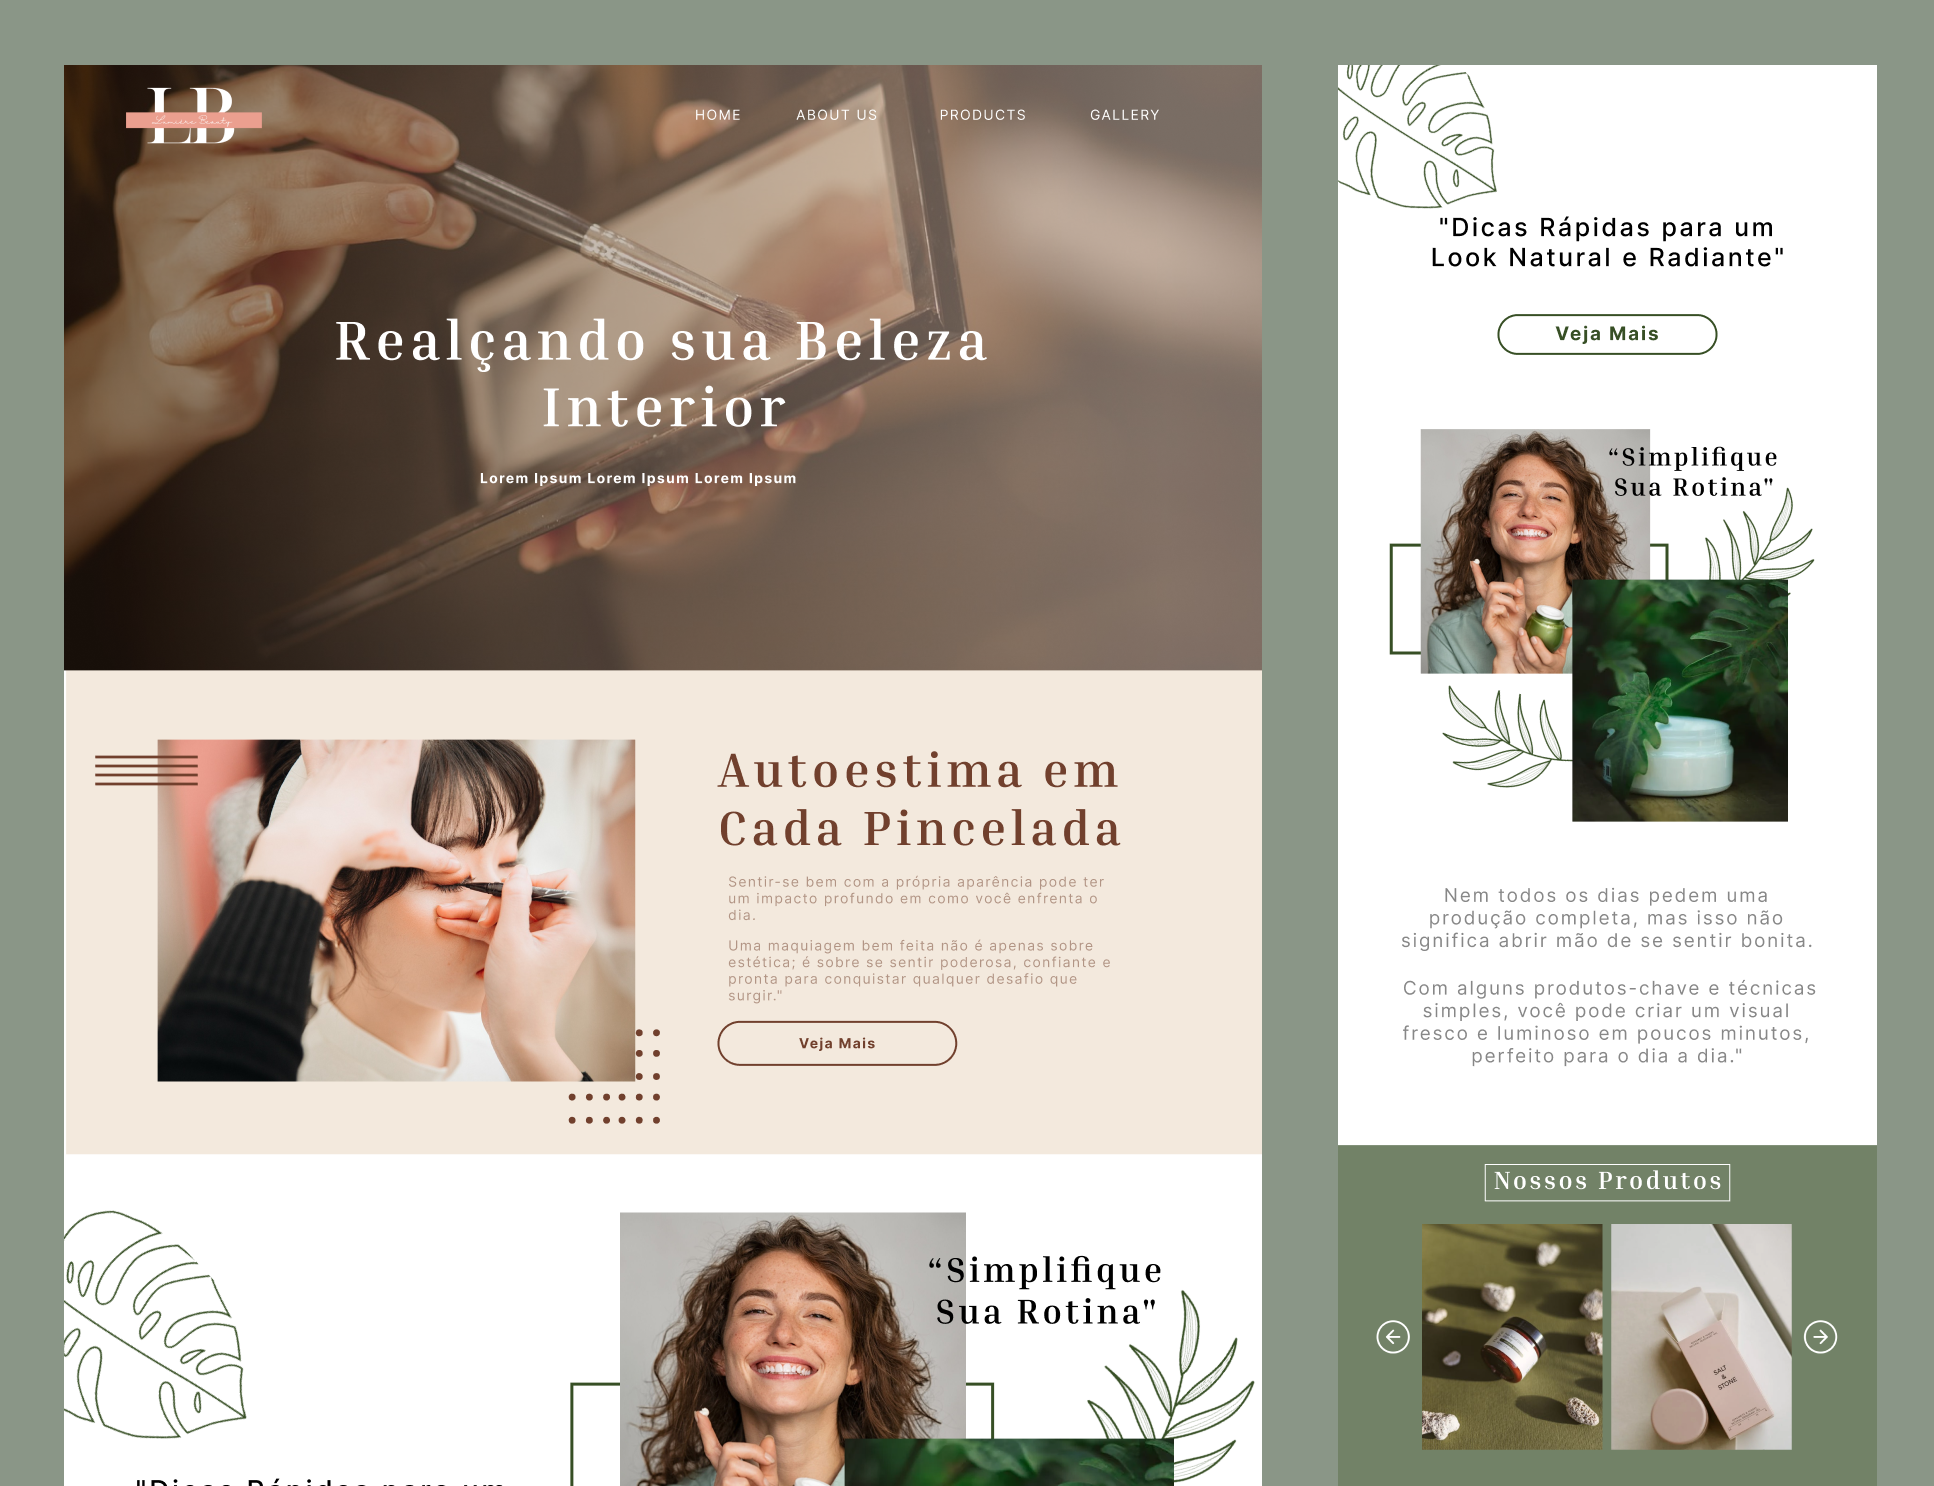 LB
Lumiere Beauty
HOME
ABOUT US
PRODUCTS
GALLERY
Realçando sua Beleza
Interior
Lorem Ipsum Lorem Ipsum Lorem Ipsum
Autoestima em
Cada Pincelada
Sentir-se bem com a própria aparência pode ter
um impacto profundo em como você enfrenta o
dia.
Uma maquiagem bem feita não é apenas sobre
estética; é sobre se sentir poderosa, confiante e
pronta para conquistar qualquer desafio que
surgir."
Veja Mais
“Simplifique
Sua Rotina"
"Dicas Rápidas para um
"Dicas Rápidas para um
Look Natural e Radiante"
Veja Mais
“Simplifique
Sua Rotina"
Nem todos os dias pedem uma
produção completa, mas isso não
significa abrir mão de se sentir bonita.
Com alguns produtos-chave e técnicas
simples, você pode criar um visual
fresco e luminoso em poucos minutos,
perfeito para o dia a dia."
Nossos Produtos
SALT
&
STONE